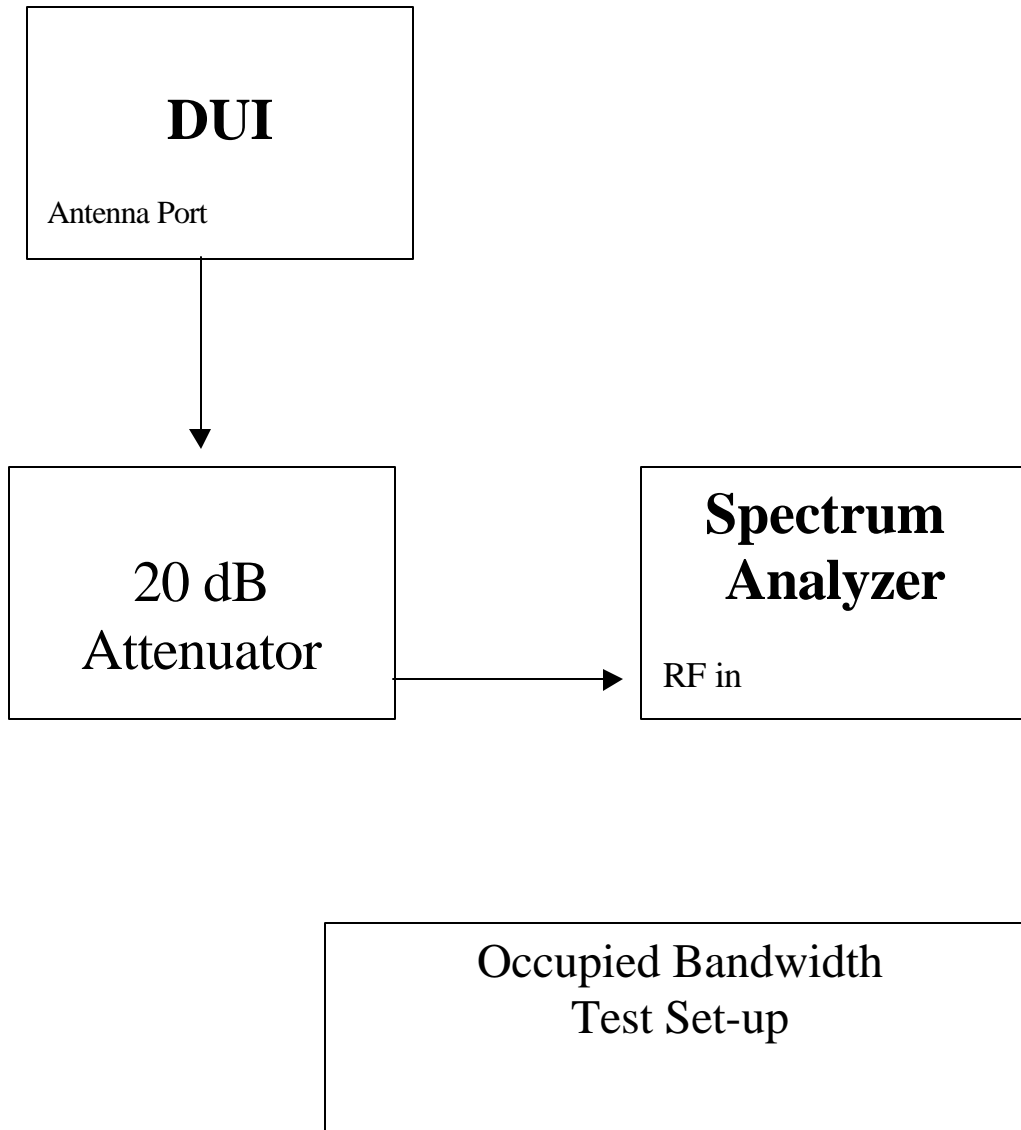 DUI
Antenna Port
20 dB
Attenuator
Spectrum
Analyzer
RF in
Occupied Bandwidth
Test Set-up